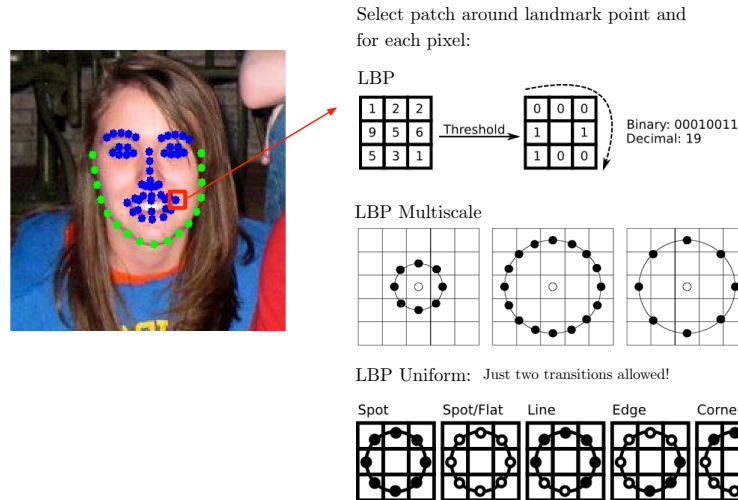 Select patch around landmark point and
for each pixel:
LBP
1 2 2
9 5 6
5 3 1
Threshold
0 0 0
1 1
1 0 0
Binary: 00010011
Decimal: 19
LBP Multiscale
LBP Uniform: Just two transitions allowed!
Spot Spot/Flat Line Edge Corne